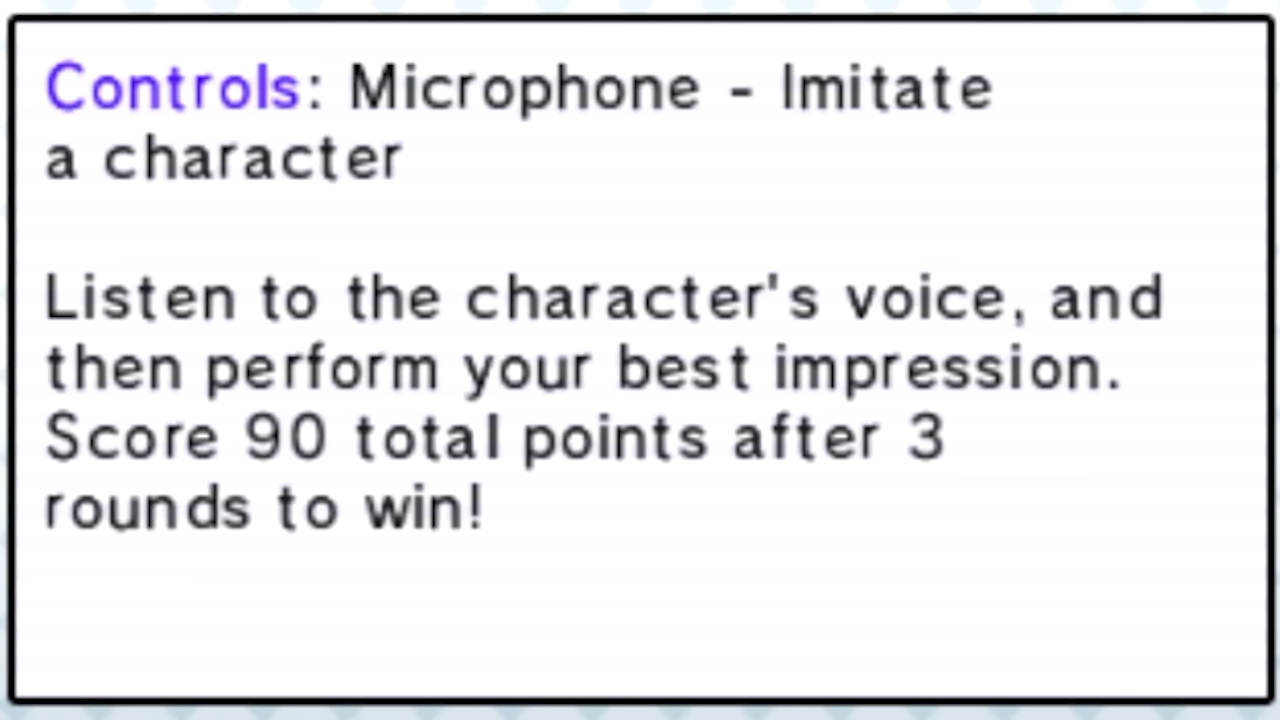 Controls: Microphone - Imitate
a character
Listen to the character's voice, and
then perform your best impression.
Score 90 total points after 3
rounds to win!